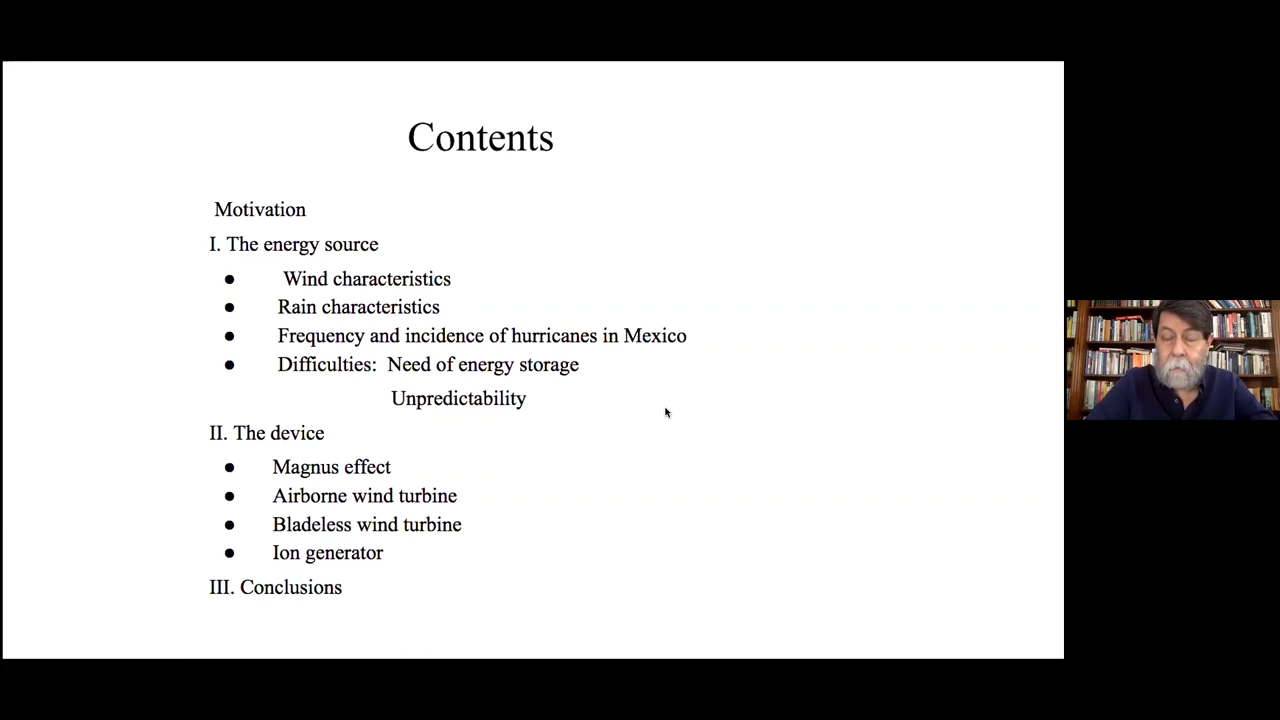 Contents
Motivation
I. The energy source
● Wind characteristics
● Rain characteristics
● Frequency and incidence of hurricanes in Mexico
● Difficulties: Need of energy storage
Unpredictability
II. The device
● Magnus effect
● Airborne wind turbine
● Bladeless wind turbine
● Ion generator
III. Conclusions